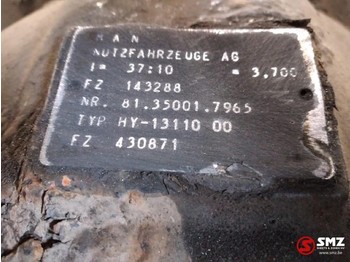 M A N
NUTZFAHRZEUGE AG
i= 37:10 = 3,700
FZ 143288
NR. 81.35001.7965
TYP HY-13110 00
FZ 430871
SMZ